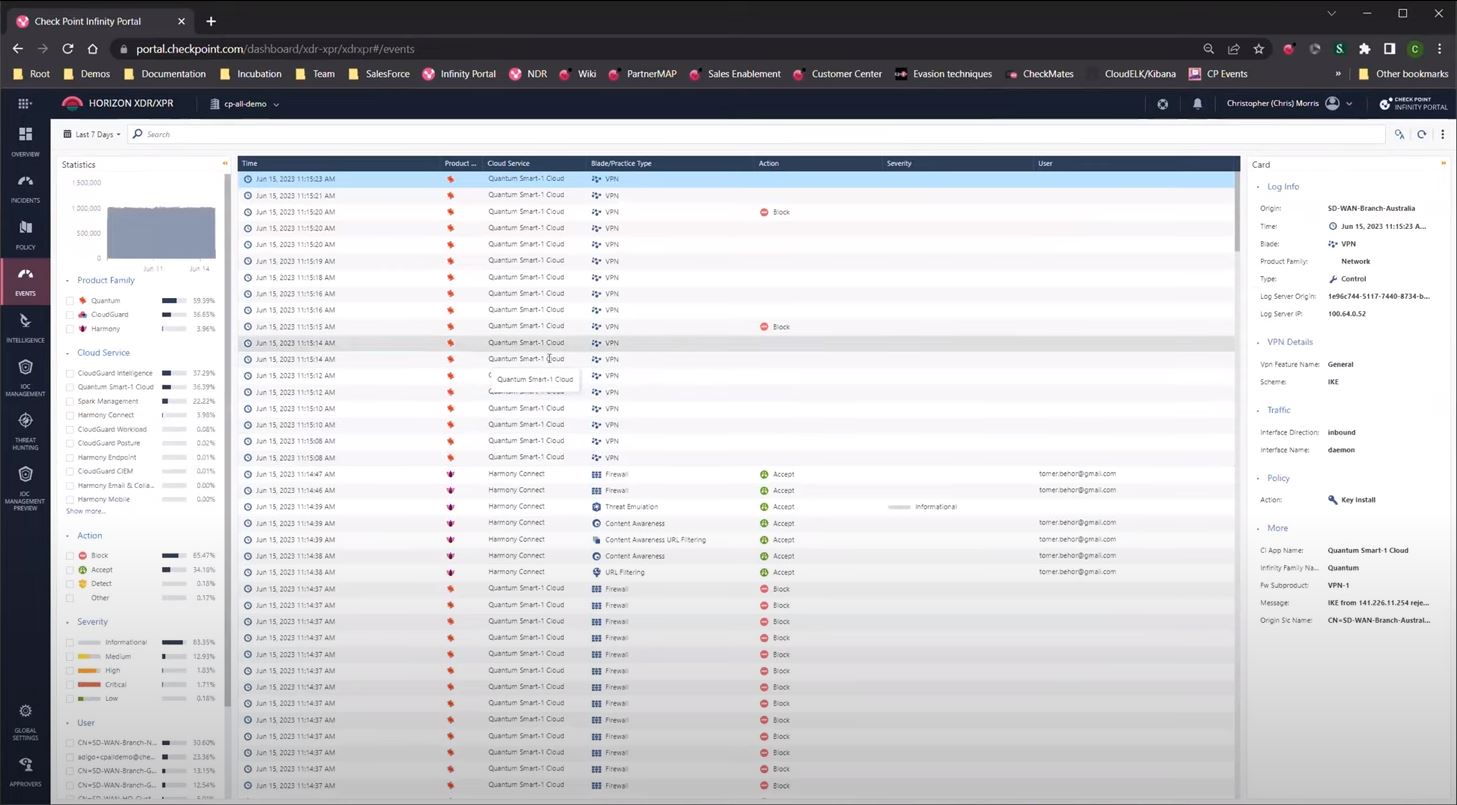 Check Point Infinity Portal
portal.checkpoint.com/dashboard/xdr-xpr/xdrxpr#/events
Root Demos Documentation Incubation Team SalesForce Infinity Portal NDR Wiki PartnerMAP Sales Enablement Customer Center Evasion techniques CheckMates CloudELK/Kibana CP Events » Other bookmarks
HORIZON XDR/XPR cp-all-demo Christopher (Chris) Morris CHECK POINT INFINITY PORTAL
OVERVIEW
INCIDENTS
POLICY
EVENTS
INTELLIGENCE
IOC MANAGEMENT
THREAT HUNTING
IOC MANAGEMENT PREVIEW
GLOBAL SETTINGS
APPROVERS
Last 7 Days Search
Statistics
1 500,000
1 000,000
500,000
0
Jun 11 Jun 14
Product Family
Quantum 59.59%
CloudGuard 36.65%
Harmony 3.96%
Cloud Service
CloudGuard Intelligence 37.29%
Quantum Smart-1 Cloud 36.39%
Spark Management 22.22%
Harmony Connect 3.98%
CloudGuard Workload 0.08%
CloudGuard Posture 0.02%
Harmony Endpoint 0.01%
CloudGuard CIEM 0.01%
Harmony Email & Colla... 0.00%
Harmony Mobile 0.00%
Show more...
Action
Block 65.47%
Accept 34.18%
Detect 0.18%
Other 0.17%
Severity
Informational 83.35%
Medium 12.93%
High 1.83%
Critical 1.71%
Low 0.18%
User
CN=SD-WAN-Branch-N... 30.60%
adigo+cpalldemo@che... 23.36%
CN=SD-WAN-Branch-G... 13.15%
CN=SD-WAN-Branch-G... 12.54%
Time Product ... Cloud Service Blade/Practice Type Action Severity User
Jun 15, 2023 11:15:23 AM Quantum Smart-1 Cloud VPN
Jun 15, 2023 11:15:21 AM Quantum Smart-1 Cloud VPN
Jun 15, 2023 11:15:20 AM Quantum Smart-1 Cloud VPN Block
Jun 15, 2023 11:15:20 AM Quantum Smart-1 Cloud VPN
Jun 15, 2023 11:15:20 AM Quantum Smart-1 Cloud VPN
Jun 15, 2023 11:15:19 AM Quantum Smart-1 Cloud VPN
Jun 15, 2023 11:15:18 AM Quantum Smart-1 Cloud VPN
Jun 15, 2023 11:15:16 AM Quantum Smart-1 Cloud VPN
Jun 15, 2023 11:15:16 AM Quantum Smart-1 Cloud VPN
Jun 15, 2023 11:15:15 AM Quantum Smart-1 Cloud VPN Block
Jun 15, 2023 11:15:14 AM Quantum Smart-1 Cloud VPN
Jun 15, 2023 11:15:14 AM Quantum Smart-1 Cloud VPN
Jun 15, 2023 11:15:12 AM VPN
Quantum Smart-1 Cloud
Jun 15, 2023 11:15:12 AM Quantum Smart-1 Cloud VPN
Jun 15, 2023 11:15:10 AM Quantum Smart-1 Cloud VPN
Jun 15, 2023 11:15:10 AM Quantum Smart-1 Cloud VPN
Jun 15, 2023 11:15:08 AM Quantum Smart-1 Cloud VPN
Jun 15, 2023 11:15:08 AM Quantum Smart-1 Cloud VPN
Jun 15, 2023 11:14:47 AM Harmony Connect Firewall Accept tomer.behor@gmail.com
Jun 15, 2023 11:14:46 AM Harmony Connect Firewall Accept tomer.behor@gmail.com
Jun 15, 2023 11:14:39 AM Harmony Connect Threat Emulation Accept Informational
Jun 15, 2023 11:14:39 AM Harmony Connect Content Awareness Accept tomer.behor@gmail.com
Jun 15, 2023 11:14:39 AM Harmony Connect Content Awareness URL Filtering Accept tomer.behor@gmail.com
Jun 15, 2023 11:14:38 AM Harmony Connect Content Awareness Accept tomer.behor@gmail.com
Jun 15, 2023 11:14:38 AM Harmony Connect URL Filtering Accept tomer.behor@gmail.com
Jun 15, 2023 11:14:37 AM Quantum Smart-1 Cloud Firewall Block
Jun 15, 2023 11:14:37 AM Quantum Smart-1 Cloud Firewall Block
Jun 15, 2023 11:14:37 AM Quantum Smart-1 Cloud Firewall Block
Jun 15, 2023 11:14:37 AM Quantum Smart-1 Cloud Firewall Block
Jun 15, 2023 11:14:37 AM Quantum Smart-1 Cloud Firewall Block
Jun 15, 2023 11:14:37 AM Quantum Smart-1 Cloud Firewall Block
Jun 15, 2023 11:14:37 AM Quantum Smart-1 Cloud Firewall Block
Jun 15, 2023 11:14:37 AM Quantum Smart-1 Cloud Firewall Block
Jun 15, 2023 11:14:37 AM Quantum Smart-1 Cloud Firewall Block
Jun 15, 2023 11:14:37 AM Quantum Smart-1 Cloud Firewall Block
Jun 15, 2023 11:14:37 AM Quantum Smart-1 Cloud Firewall Block
Jun 15, 2023 11:14:37 AM Quantum Smart-1 Cloud Firewall Block
Jun 15, 2023 11:14:37 AM Quantum Smart-1 Cloud Firewall Block
Card
Log Info
Origin: SD-WAN-Branch-Australia
Time: Jun 15, 2023 11:15:23 A...
Blade: VPN
Product Family: Network
Type: Control
Log Server Origin: 1e96c744-5117-7440-8734-b...
Log Server IP: 100.64.0.52
VPN Details
Vpn Feature Name: General
Scheme: IKE
Traffic
Interface Direction: inbound
Interface Name: daemon
Policy
Action: Key Install
More
Ci App Name: Quantum Smart-1 Cloud
Infinity Family Na... Quantum
Fw Subproduct: VPN-1
Message: IKE from 141.226.11.254 reje...
Origin Sic Name: CN=SD-WAN-Branch-Austral...